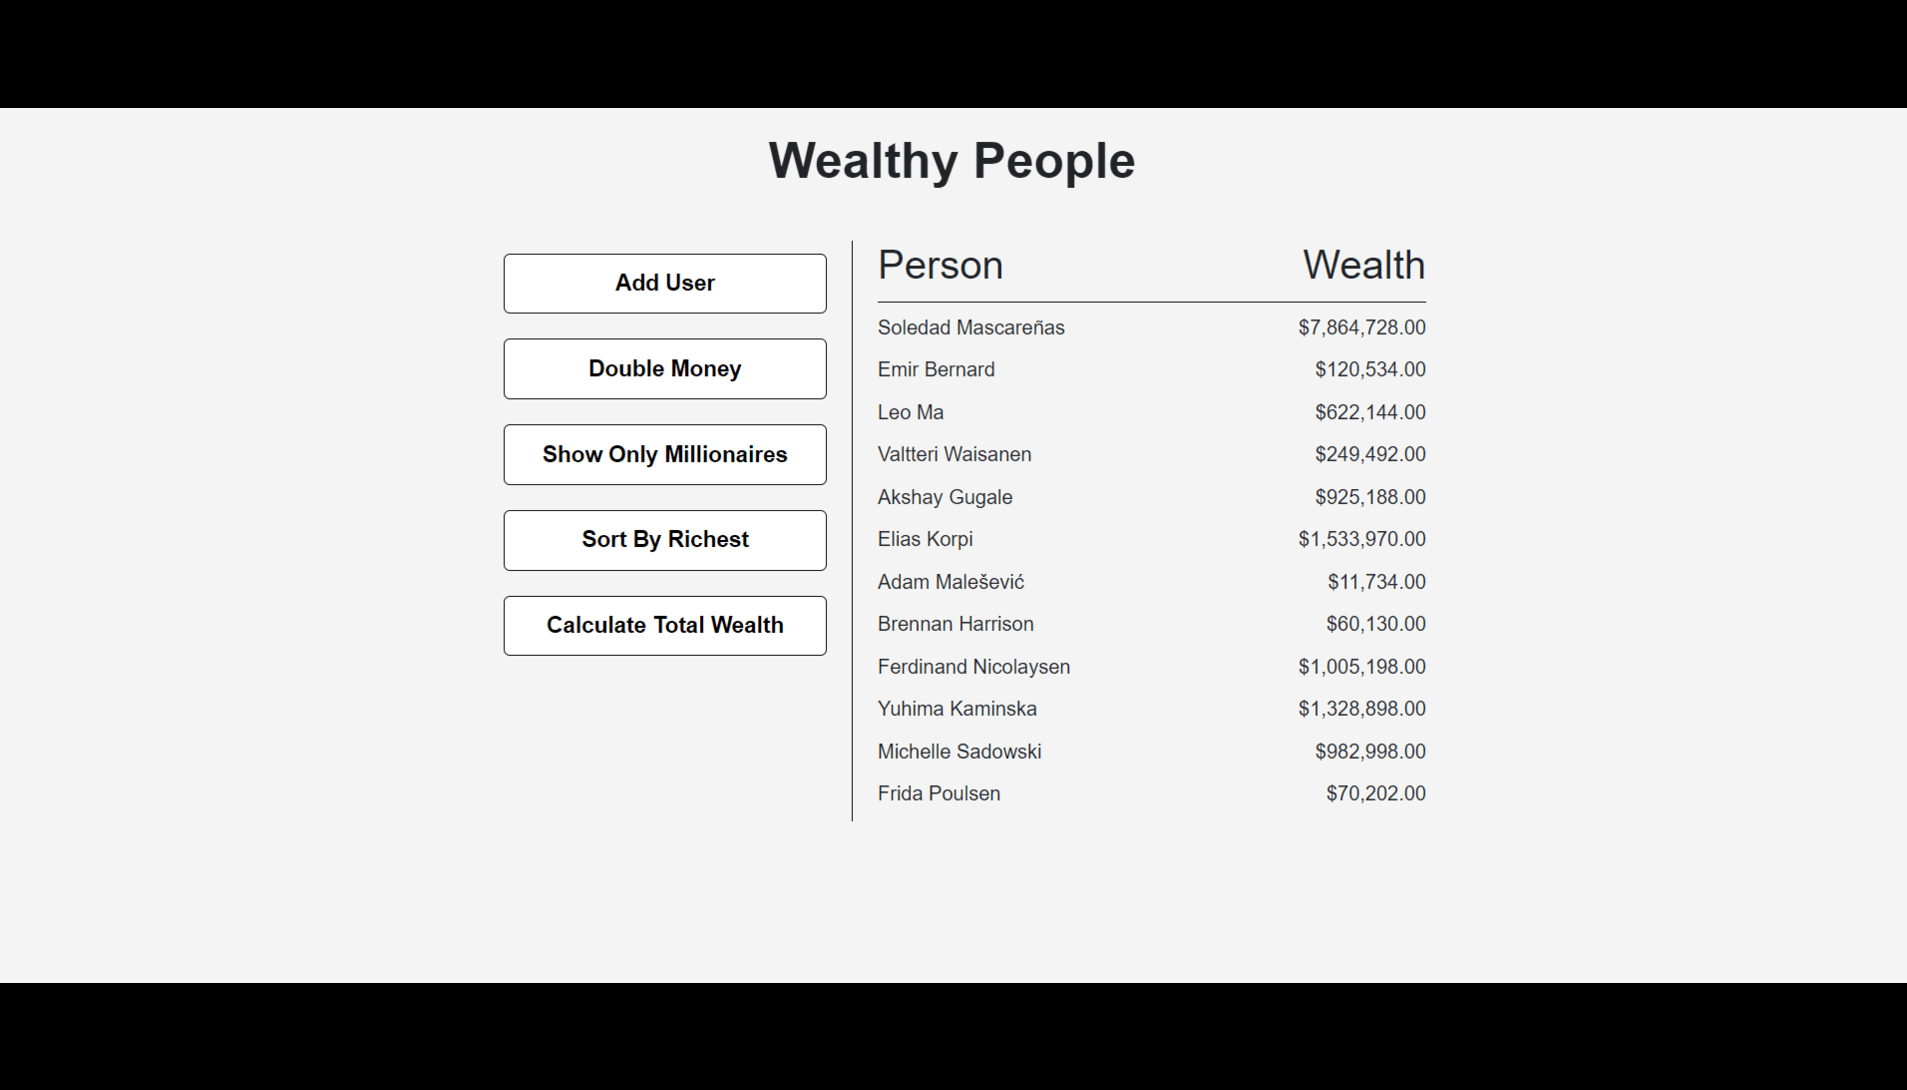 Wealthy People
Add User
Double Money
Show Only Millionaires
Sort By Richest
Calculate Total Wealth
Person Wealth
Soledad Mascareñas $7,864,728.00
Emir Bernard $120,534.00
Leo Ma $622,144.00
Valtteri Waisanen $249,492.00
Akshay Gugale $925,188.00
Elias Korpi $1,533,970.00
Adam Malešević $11,734.00
Brennan Harrison $60,130.00
Ferdinand Nicolaysen $1,005,198.00
Yuhima Kaminska $1,328,898.00
Michelle Sadowski $982,998.00
Frida Poulsen $70,202.00